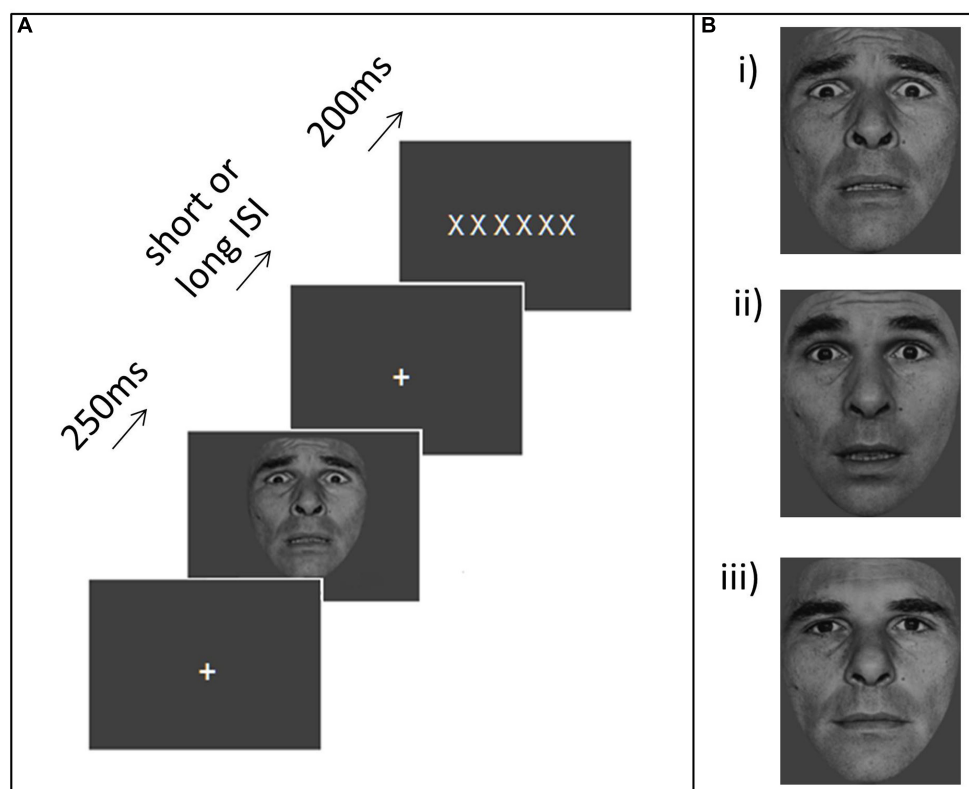 A
200ms
XXXXXX
short or
long ISI
+
250ms
+
B
i)
ii)
iii)